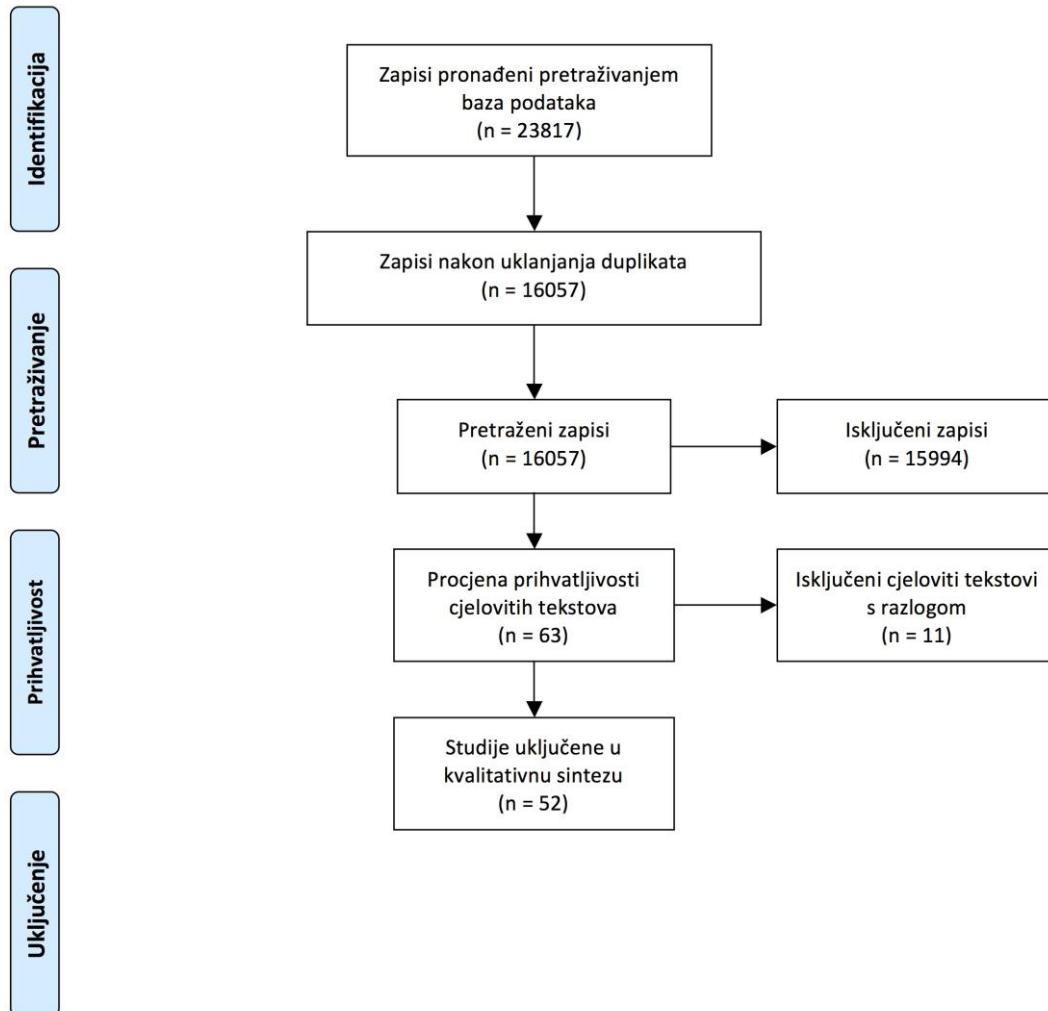 Identifikacija
Zapisi pronađeni pretraživanjem
baza podataka
(n = 23817)
Zapisi nakon uklanjanja duplikata
(n = 16057)
Pretraživanje
Pretraženi zapisi
(n = 16057)
Isključeni zapisi
(n = 15994)
Prihvatljivost
Procjena prihvatljivosti
cjelovitih tekstova
(n = 63)
Isključeni cjeloviti tekstovi
s razlogom
(n = 11)
Studije uključene u
kvalitativnu sintezu
(n = 52)
Uključenje